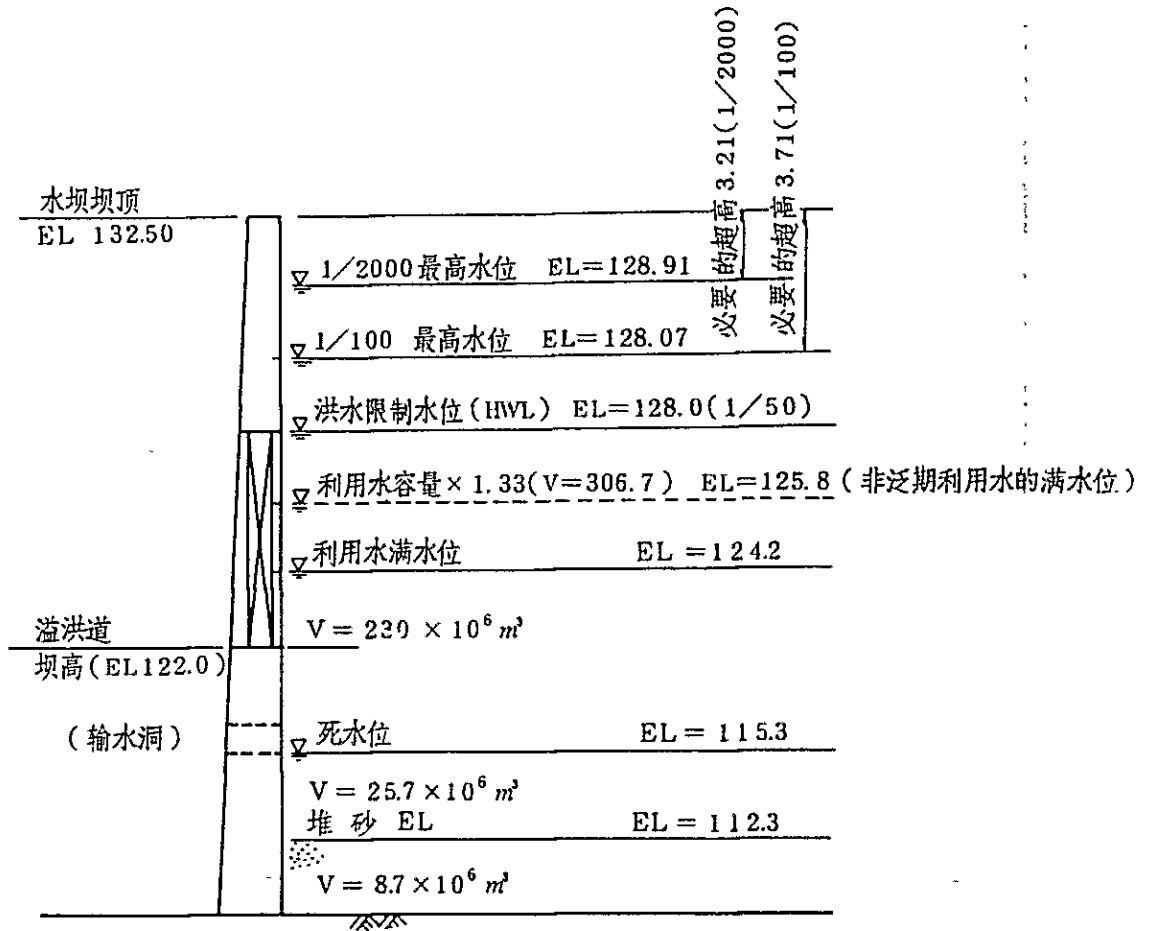 必要的超高3.21(1/2000)
必要的超高3.71(1/100)
水坝坝顶
EL 132.50
1/2000最高水位 EL=128.91
1/100 最高水位 EL=128.07
洪水限制水位(HWL) EL=128.0(1/50)
利用水容量×1.33(V=306.7) EL=125.8(非泛期利用水的满水位)
利用水满水位 EL=124.2
V=230×10⁶m³
溢洪道
坝高(EL122.0)
(输水洞)
死水位 EL=115.3
V=25.7×10⁶m³
堆砂EL EL=112.3
V=8.7×10⁶m³